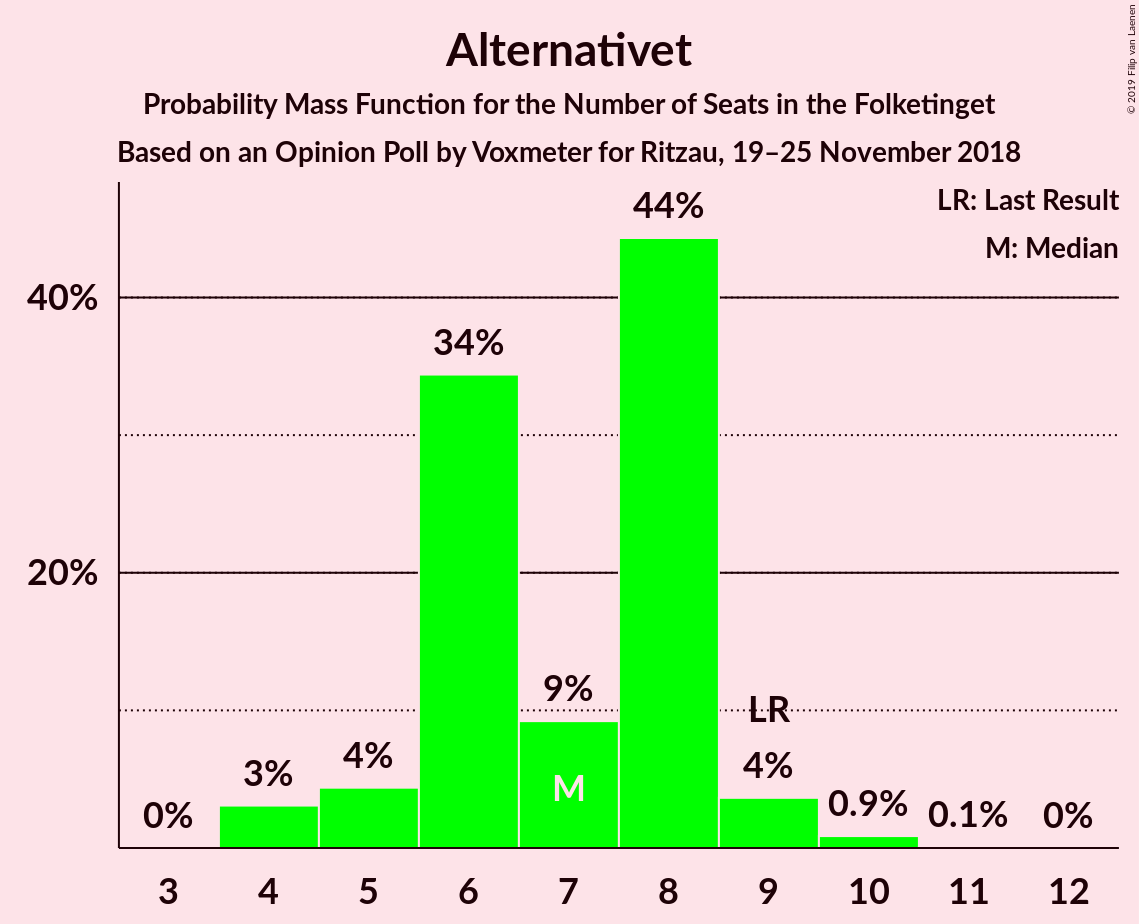 Alternativet
Probability Mass Function for the Number of Seats in the Folketinget
Based on an Opinion Poll by Voxmeter for Ritzau, 19–25 November 2018
© 2019 Filip van Laenen
LR: Last Result
M: Median
44%
40%
34%
20%
9%
LR
4%
4%
3%
M
0%
0.9%
0.1%
0%
3 4 5 6 7 8 9 10 11 12